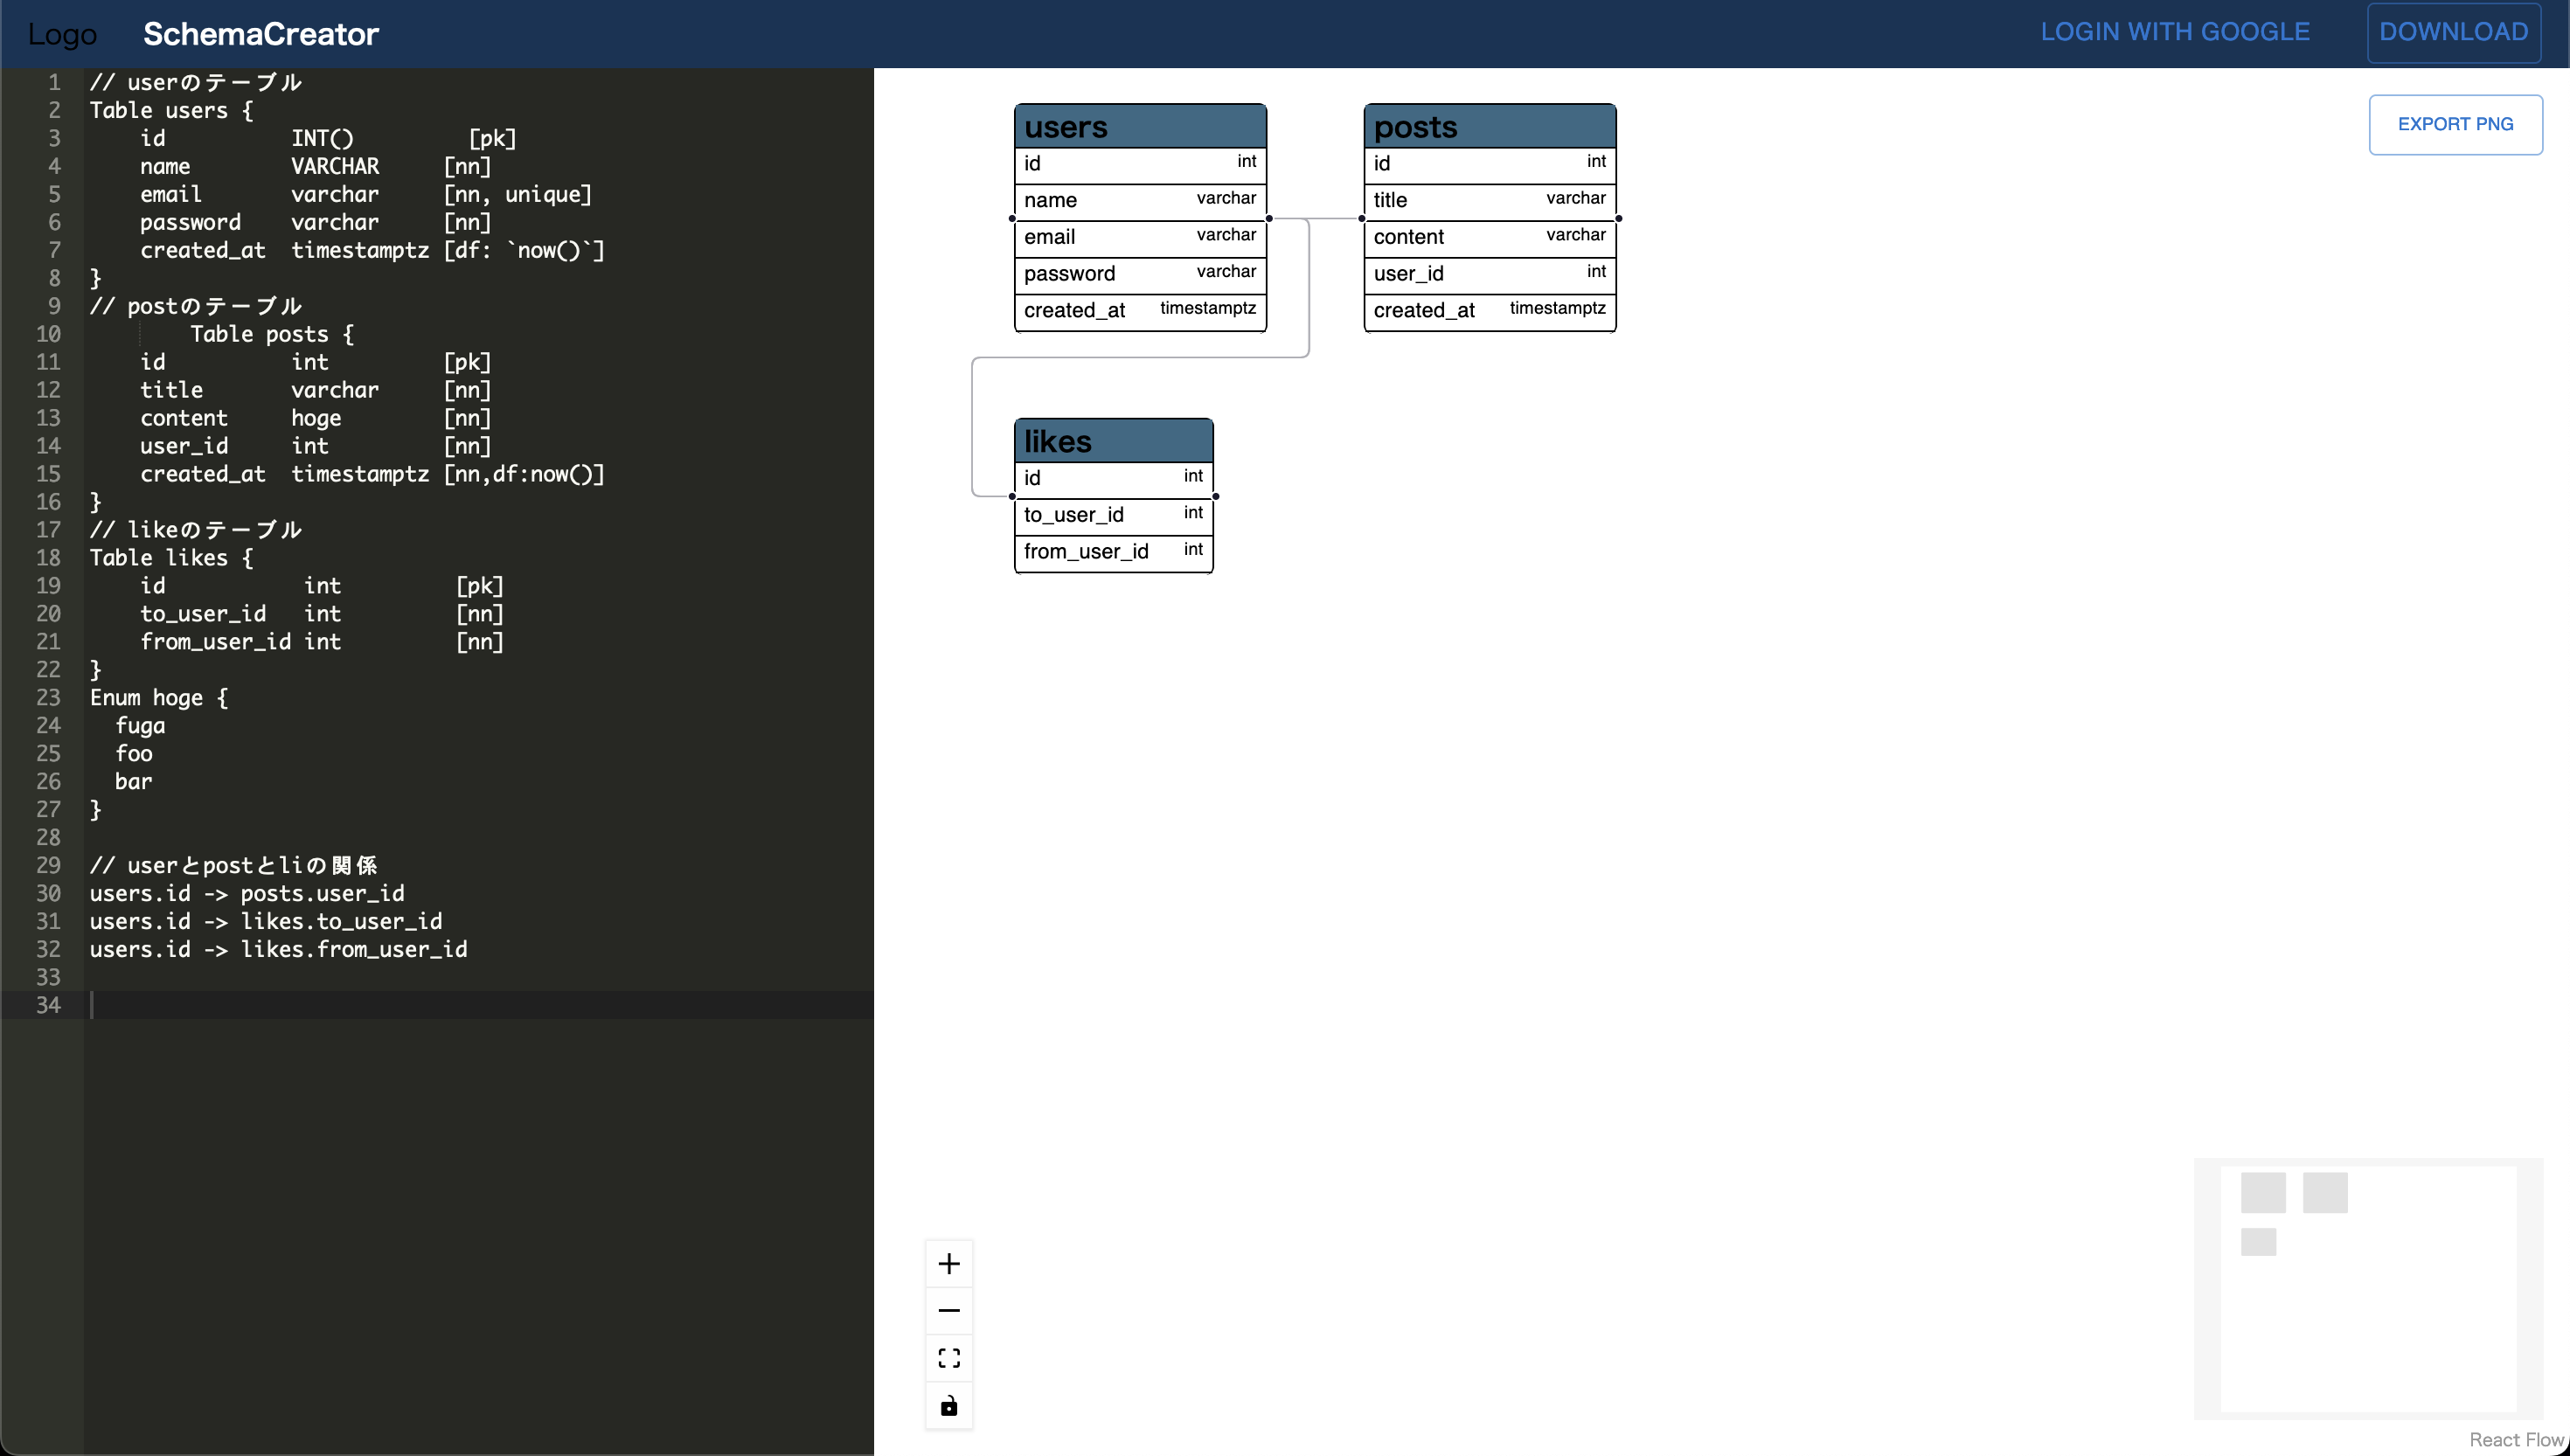 Logo SchemaCreator LOGIN WITH GOOGLE DOWNLOAD
1 // userのテーブル
2 Table users {
3 id INT() [pk]
4 name VARCHAR [nn]
5 email varchar [nn, unique]
6 password varchar [nn]
7 created_at timestamptz [df: `now()`]
8 }
9 // postのテーブル
10 Table posts {
11 id int [pk]
12 title varchar [nn]
13 content hoge [nn]
14 user_id int [nn]
15 created_at timestamptz [nn,df:now()]
16 }
17 // likeのテーブル
18 Table likes {
19 id int [pk]
20 to_user_id int [nn]
21 from_user_id int [nn]
22 }
23 Enum hoge {
24 fuga
25 foo
26 bar
27 }
28
29 // userとpostとliの関係
30 users.id -> posts.user_id
31 users.id -> likes.to_user_id
32 users.id -> likes.from_user_id
33
34
users
id int
name varchar
email varchar
password varchar
created_at timestamptz
posts
id int
title varchar
content varchar
user_id int
created_at timestamptz
likes
id int
to_user_id int
from_user_id int
EXPORT PNG
React Flow